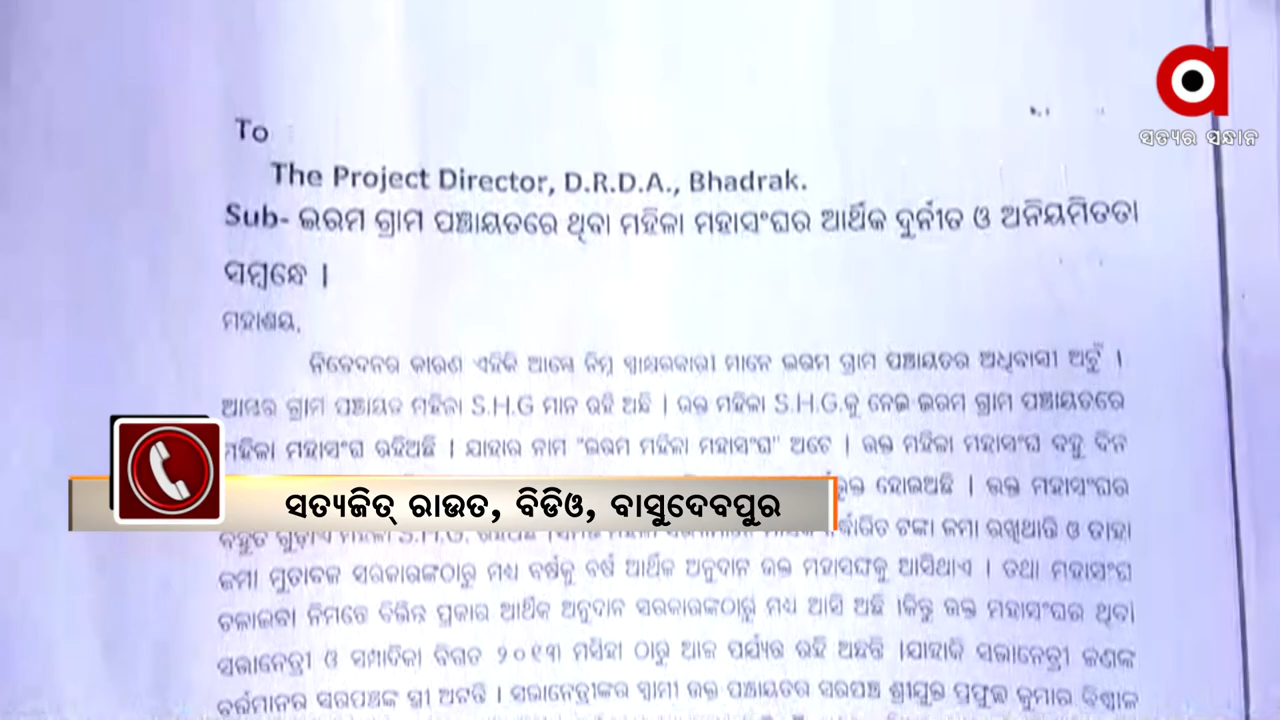 ସତ୍ୟର ସନ୍ଧାନ
To
The Project Director, D.R.D.A., Bhadrak.
Sub- ଇରମ ଗ୍ରାମ ପଞ୍ଚାୟତରେ ଥିବା ମହିଳା ମହାସଂଘର ଆର୍ଥିକ ଦୁର୍ନୀତ ଓ ଅନିୟମିତତା
ସମ୍ବନ୍ଧେ ।
ମହାଶୟ,
ନିବେଦନର କାରଣ ଏହିକି ଆମ୍ଭେ ନିମ୍ନ ସ୍ୱାକ୍ଷରକାରୀ ମାନେ ଇରମ ଗ୍ରାମ ପଞ୍ଚାୟତର ଅଧିବାସୀ ଅଟୁଁ ।
ଆମ୍ଭର ଗ୍ରାମ ପଞ୍ଚାୟତ ମହିଳା S.H.G ମାନ ରହି ଅଛି । ଉକ୍ତ ମହିଳା S.H.G.କୁ ନେଇ ଇରମ ଗ୍ରାମ ପଞ୍ଚାୟତରେ
ମହିଳା ମହାସଂଘ ରହିଅଛି । ଯାହାର ନାମ "ଇରମ ମହିଳା ମହାସଂଘ" ଅଟେ । ଉକ୍ତ ମହିଳା ମହାସଂଘ ବହୁ ଦିନ
ହୋଇଅଛି । ଉକ୍ତ ମହାସଂଘର
ସତ୍ୟଜିତ୍ ରାଉତ, ବିଡିଓ, ବାସୁଦେବପୁର
ଟଙ୍କା ଜମା ରଖିଥାନ୍ତି ଓ ତାହା
ଜମା ମୁତାବକ ସରକାରଙ୍କଠାରୁ ମଧ୍ୟ ବର୍ଷକୁ ବର୍ଷ ଆର୍ଥିକ ଅନୁଦାନ ଉକ୍ତ ମହାସଙ୍ଘକୁ ଆସିଥାଏ । ତଥା ମହାସଂଘ
ଚଳାଇବା ନିମନ୍ତେ ବିଭିନ୍ନ ପ୍ରକାର ଆର୍ଥିକ ଅନୁଦାନ ସରକାରଙ୍କଠାରୁ ମଧ୍ୟ ଆସି ଅଛି ।କିନ୍ତୁ ଉକ୍ତ ମହାସଂଘର ଥିବା
ସଭାନେତ୍ରୀ ଓ ସମ୍ପାଦିକା ବିଗତ ୨୦୧୩ ମସିହା ଠାରୁ ଆଜ ପର୍ଯ୍ୟନ୍ତ ରହି ଅଛନ୍ତି ।ଯାହାକି ସଭାନେତ୍ରୀ ଜଣଙ୍କ
ବର୍ତ୍ତମାନର ସରପଞ୍ଚଙ୍କ ସ୍ତ୍ରୀ ଅଟନ୍ତି । ସଭାନେତ୍ରୀଙ୍କର ସ୍ୱାମୀ ଉକ୍ତ ପଞ୍ଚାୟତର ସରପଞ୍ଚ ଶ୍ରୀଯୁକ୍ତ ପ୍ରଫୁଲ୍ଲ କୁମାର ବିଶ୍ୱାଳ